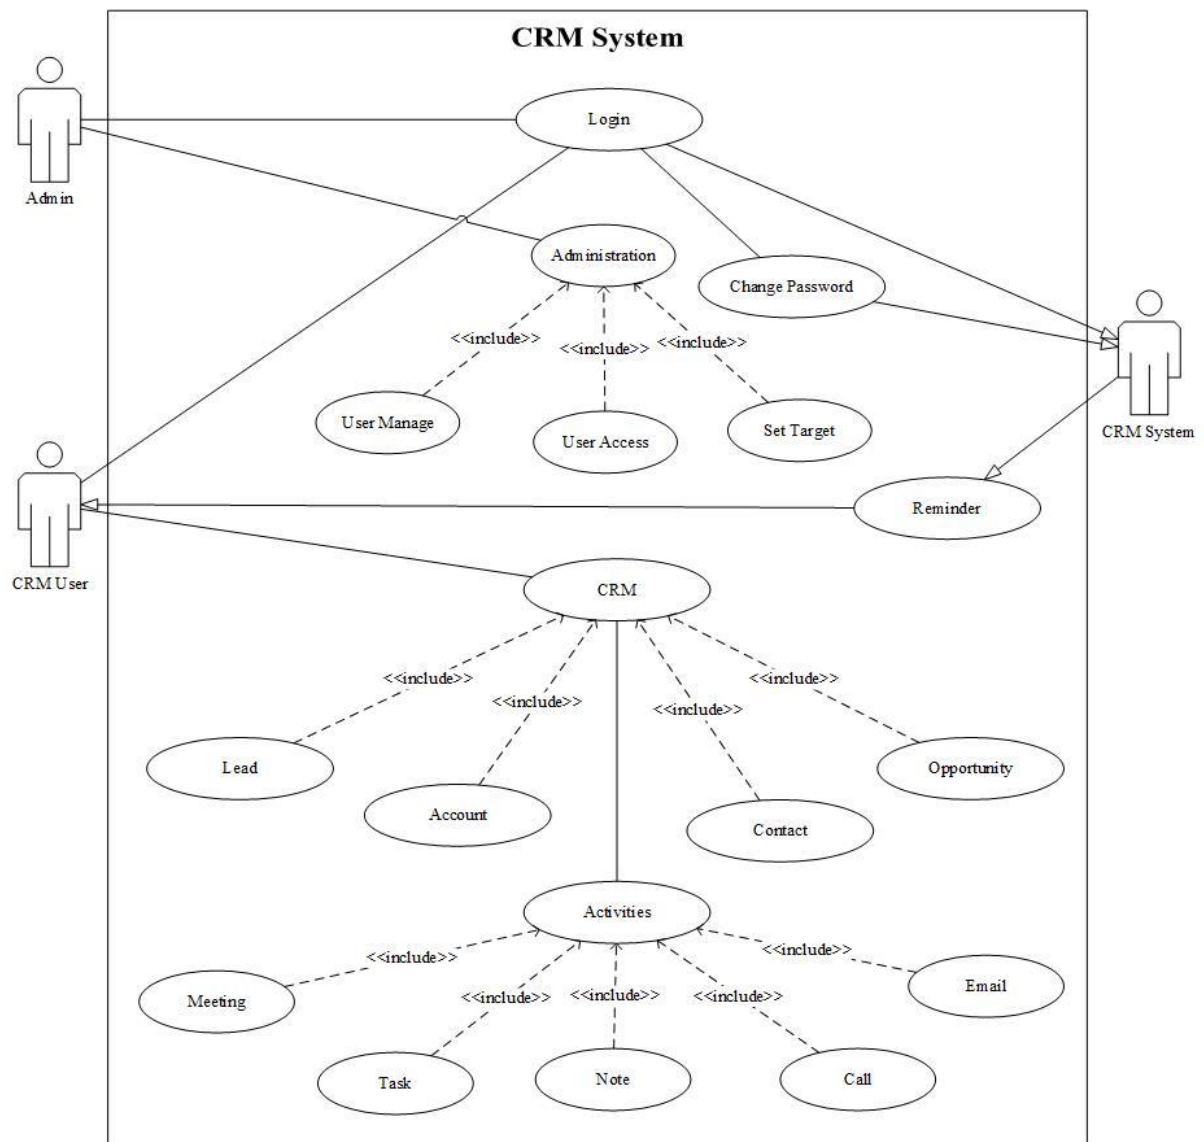 CRM System
Login
Admin
Administration
Change Password
<<include>>
<<include>>
<<include>>
User Manage
User Access
Set Target
CRM System
Reminder
CRM User
CRM
<<include>>
<<include>>
<<include>>
<<include>>
Lead
Account
Contact
Opportunity
Activities
<<include>>
<<include>>
<<include>>
<<include>>
<<include>>
Meeting
Task
Note
Call
Email